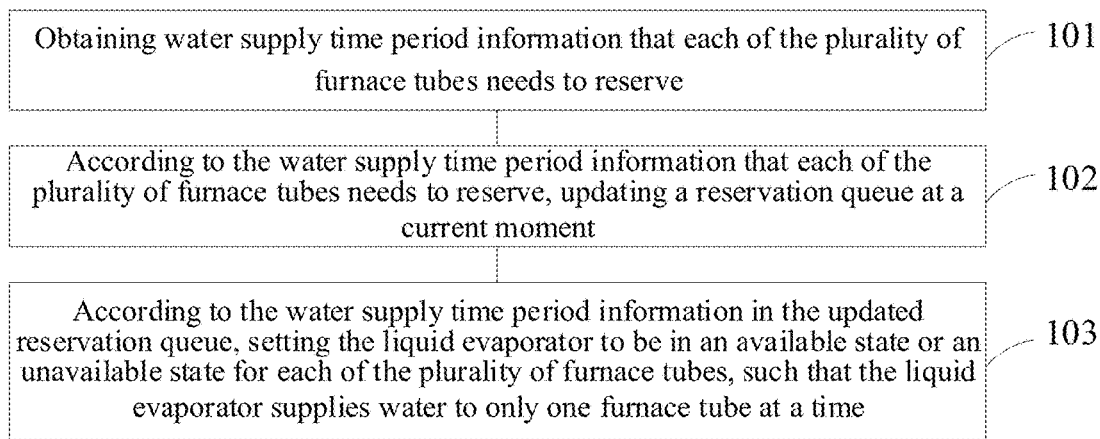 Obtaining water supply time period information that each of the plurality of
furnace tubes needs to reserve
101
According to the water supply time period information that each of the
plurality of furnace tubes needs to reserve, updating a reservation queue at a
current moment
102
According to the water supply time period information in the updated
reservation queue, setting the liquid evaporator to be in an available state or an
unavailable state for each of the plurality of furnace tubes, such that the liquid
evaporator supplies water to only one furnace tube at a time
103